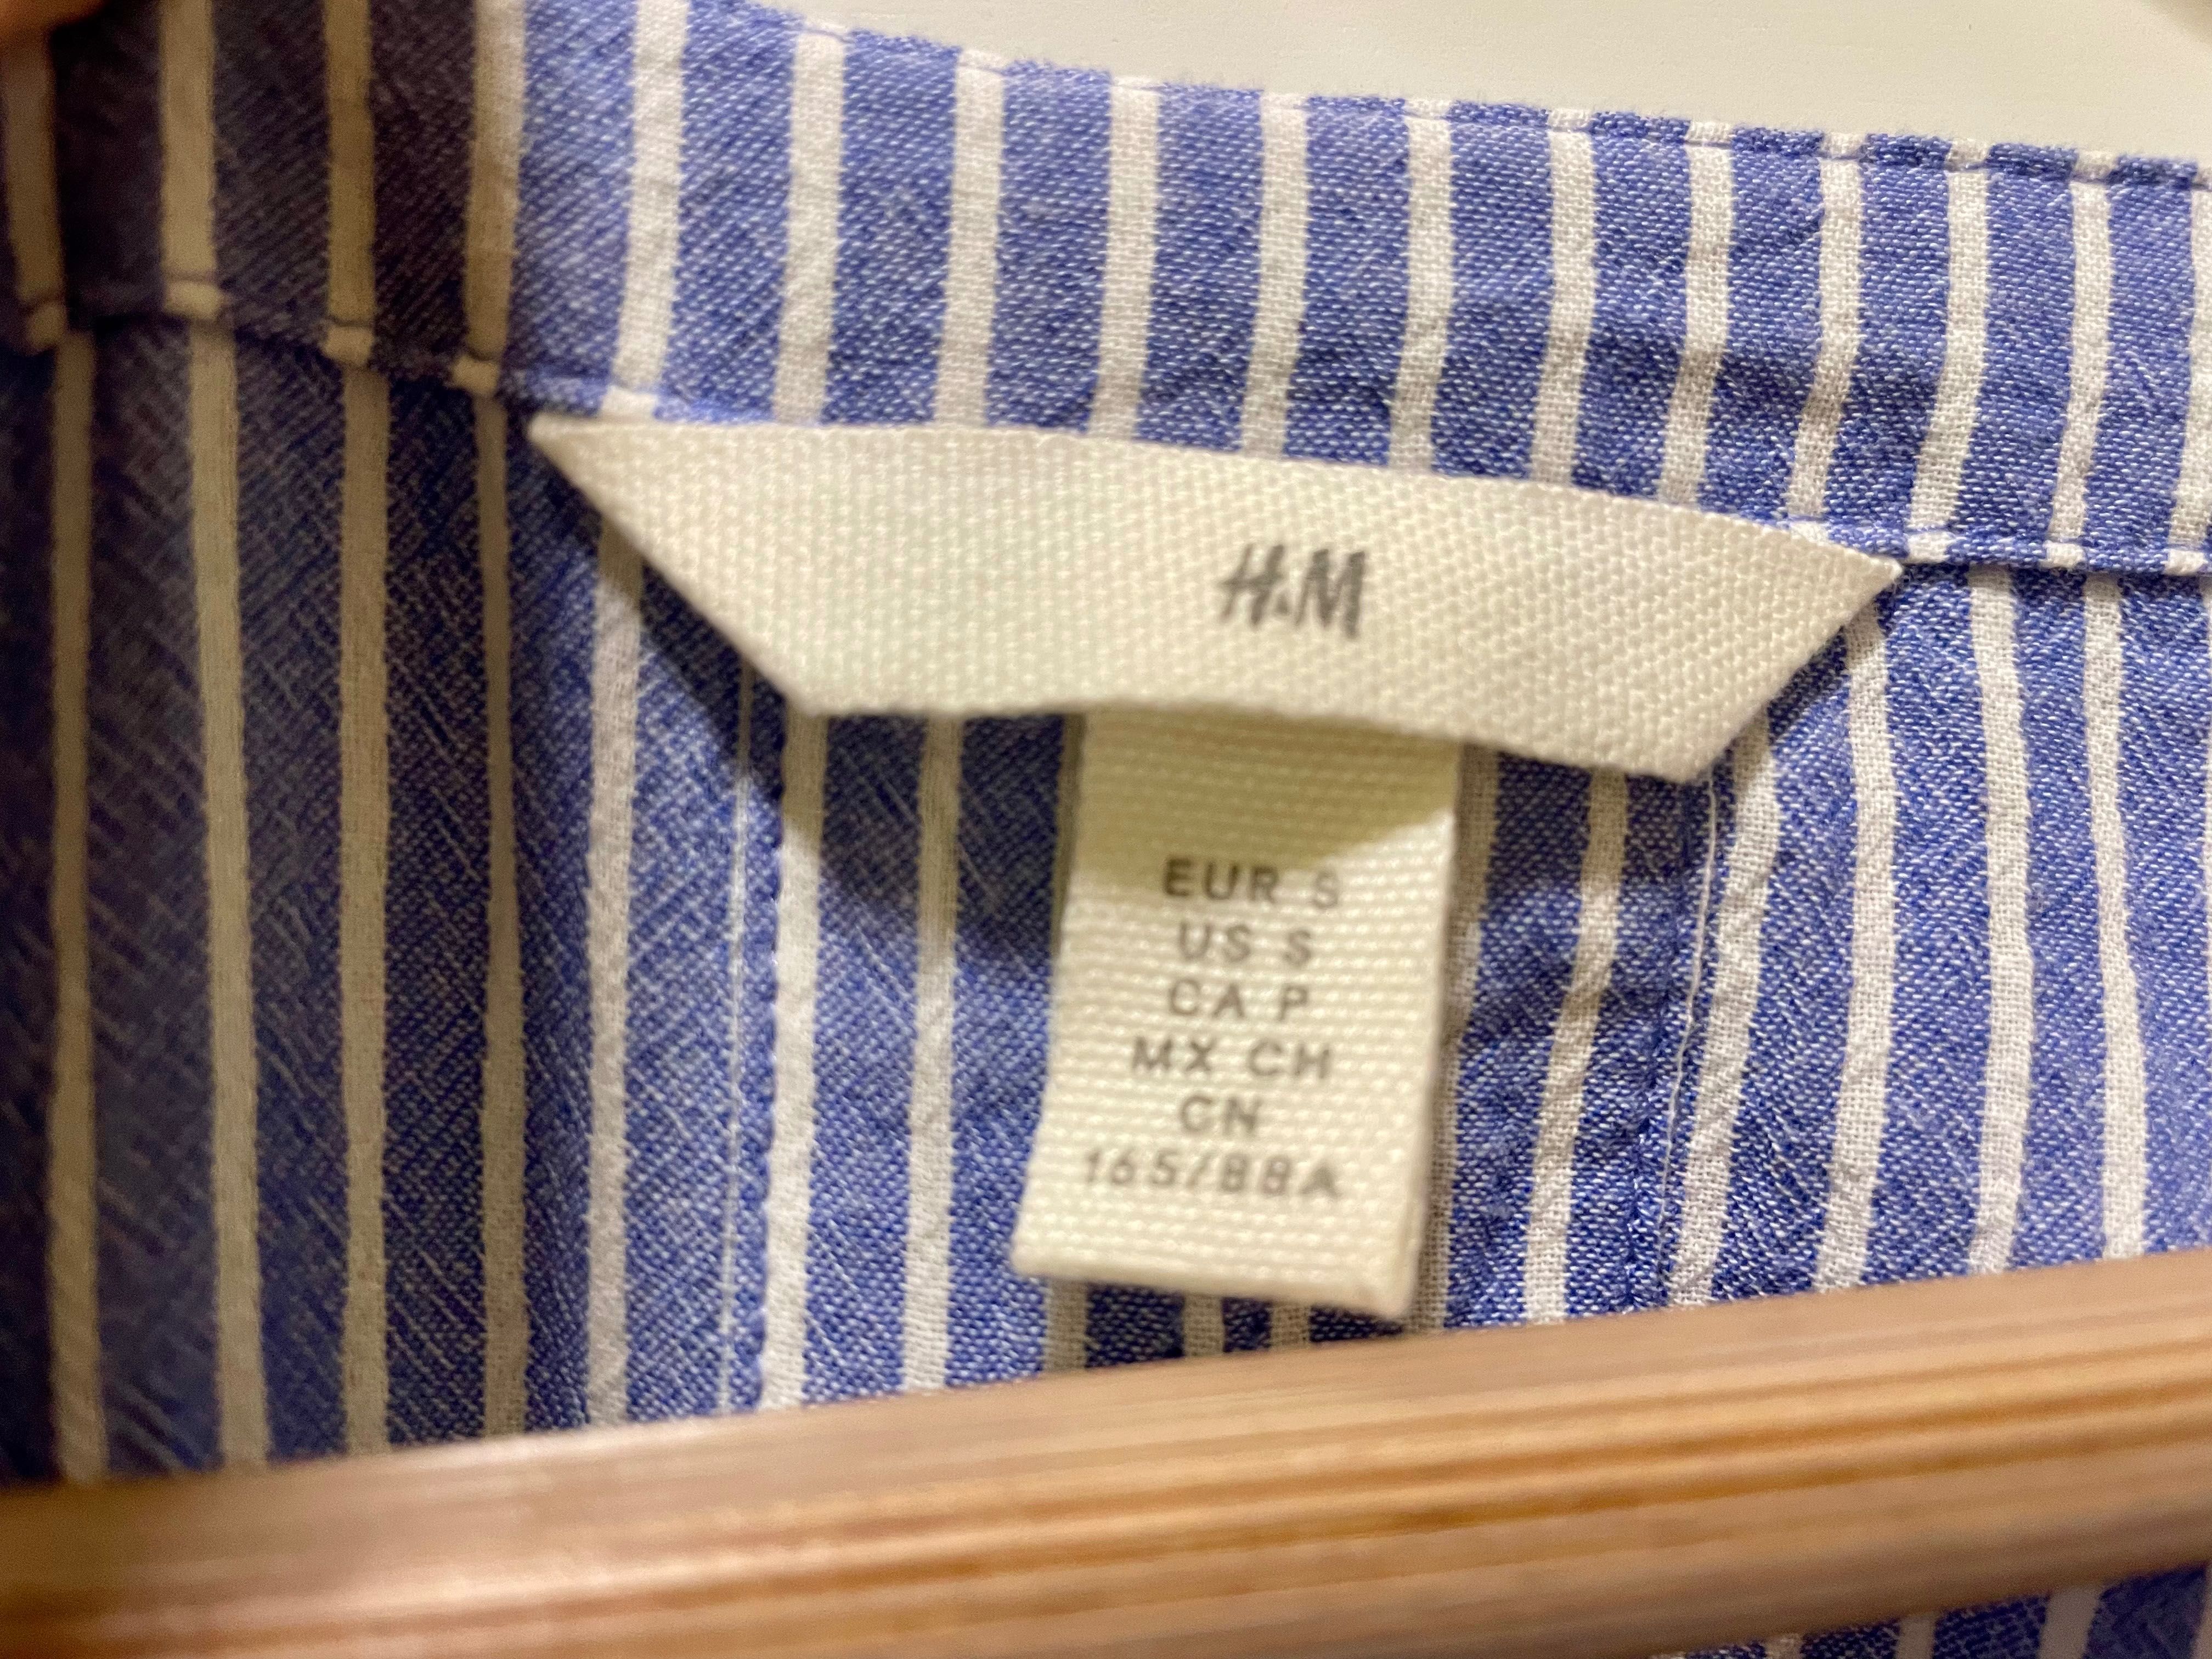 H&M
EUR S
US S
CA P
MX CH
CN
165/88A